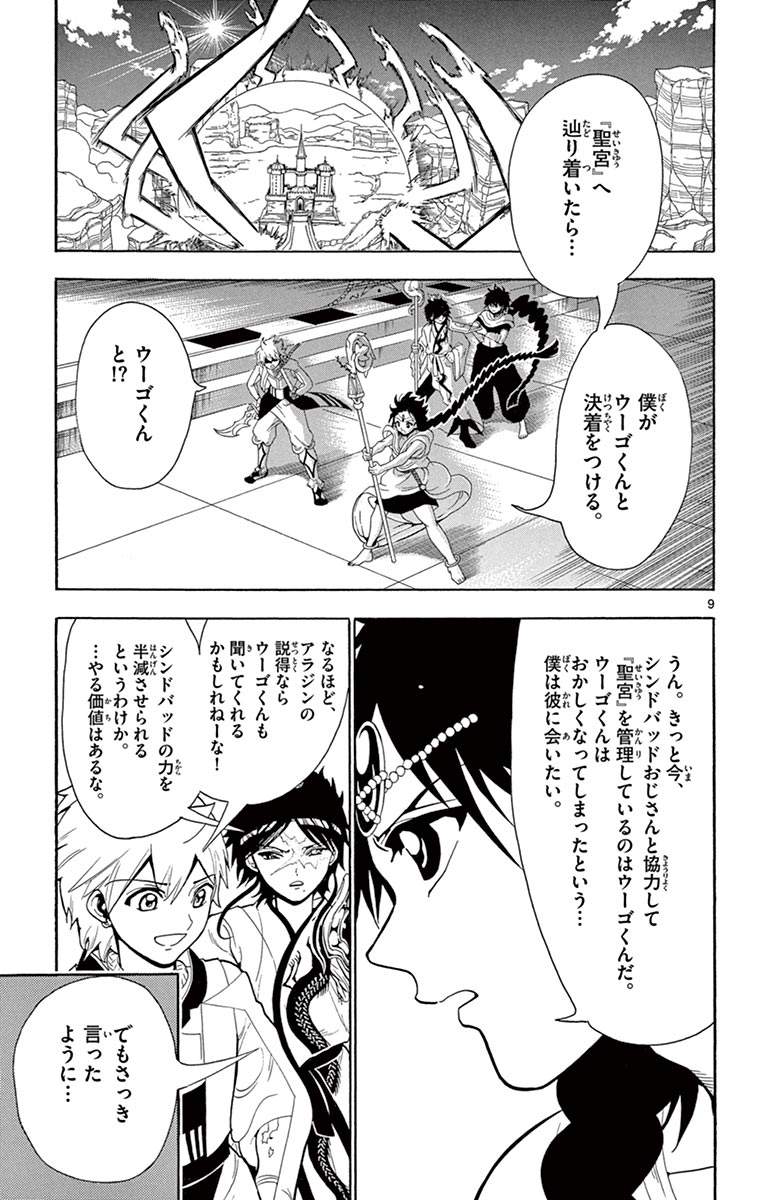 『聖宮』へ
辿り着いたら…
僕が
ウーゴくんと
決着をつける。
ウーゴくん
と!?
9
うん。きっと今、
シンドバッドおじさんと協力して
『聖宮』を管理しているのはウーゴくんだ。
ウーゴくんは
おかしくなってしまったという…
僕は彼に会いたい。
なるほど、
アラジンの
説得なら
ウーゴくんも
聞いてくれる
かもしれねーな!
シンドバッドの力を
半減させられる
というわけか。
…やる価値はあるな。
でもさっき
言った
ように…